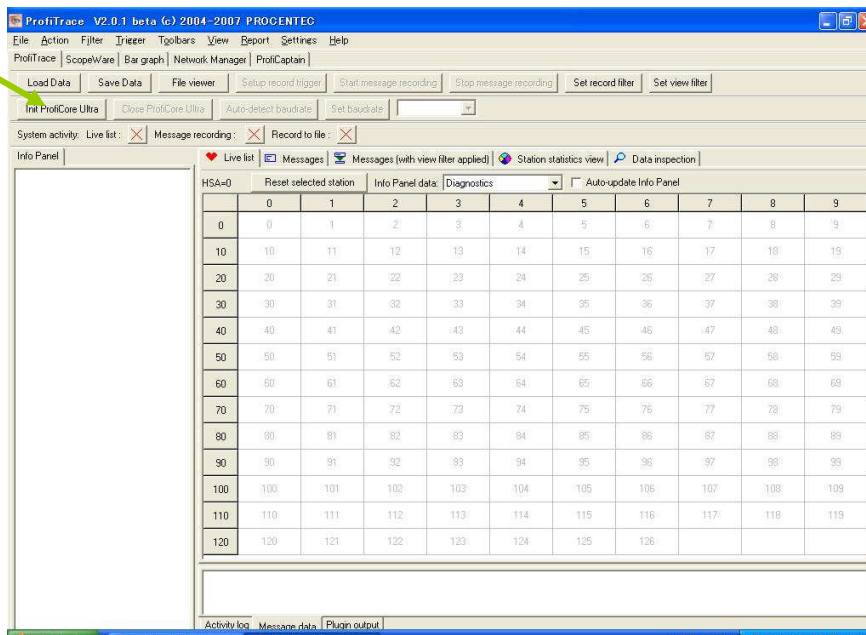 ProfiTrace V2.0.1 beta (c) 2004-2007 PROCENTEC
File Action Filter Trigger Toolbars View Report Settings Help
ProfiTrace ScopeWare Bar graph Network Manager ProfiCaptain
Load Data Save Data File viewer Setup record trigger Start message recording Stop message recording Set record filter Set view filter
Init ProfiCore Ultra Close ProfiCore Ultra Auto-detect baudrate Set baudrate
System activity: Live list : Message recording : Record to file :
Info Panel Live list Messages Messages (with view filter applied) Station statistics view Data inspection
HSA=0 Reset selected station Info Panel data: Diagnostics Auto-update Info Panel
0 1 2 3 4 5 6 7 8 9
0 0 1 2 3 4 5 6 7 8 9
10 10 11 12 13 14 15 16 17 18 19
20 20 21 22 23 24 25 26 27 28 29
30 30 31 32 33 34 35 36 37 38 39
40 40 41 42 43 44 45 46 47 48 49
50 50 51 52 53 54 55 56 57 58 59
60 60 61 62 63 64 65 66 67 68 69
70 70 71 72 73 74 75 76 77 78 79
80 80 81 82 83 84 85 86 87 88 89
90 90 91 92 93 94 95 96 97 98 99
100 100 101 102 103 104 105 106 107 108 109
110 110 111 112 113 114 115 116 117 118 119
120 120 121 122 123 124 125 126
Activity log Message data Plugin output